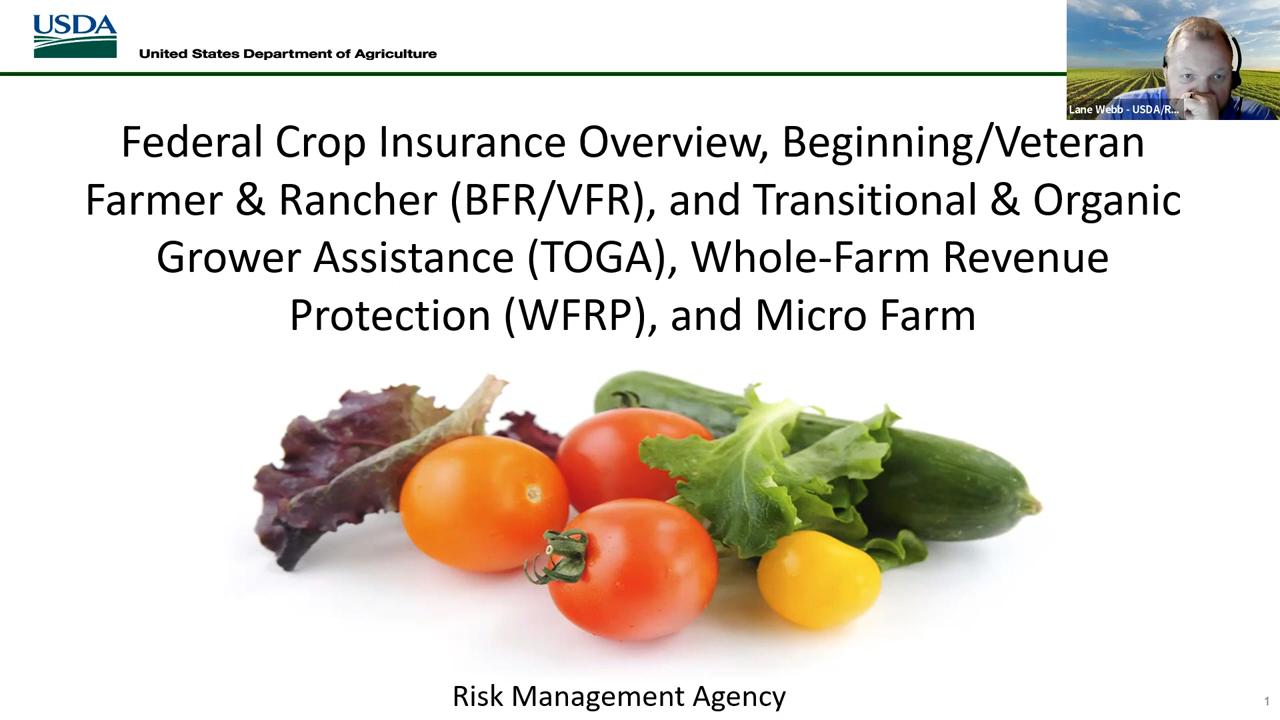 USDA
United States Department of Agriculture
Lane Webb - USDA/R...
Federal Crop Insurance Overview, Beginning/Veteran
Farmer & Rancher (BFR/VFR), and Transitional & Organic
Grower Assistance (TOGA), Whole-Farm Revenue
Protection (WFRP), and Micro Farm
Risk Management Agency
1